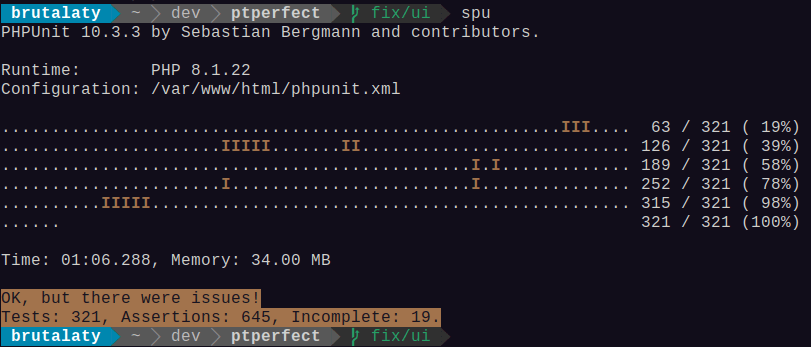 brutalaty ~ dev ptperfect fix/ui spu
PHPUnit 10.3.3 by Sebastian Bergmann and contributors.
Runtime:       PHP 8.1.22
Configuration: /var/www/html/phpunit.xml
........................................................III....  63 / 321 ( 19%)
......................IIIII.......II........................... 126 / 321 ( 39%)
...............................................I.I............. 189 / 321 ( 58%)
......................I........................I............... 252 / 321 ( 78%)
..........IIIII................................................ 315 / 321 ( 98%)
......                                                          321 / 321 (100%)
Time: 01:06.288, Memory: 34.00 MB
OK, but there were issues!
Tests: 321, Assertions: 645, Incomplete: 19.
brutalaty ~ dev ptperfect fix/ui